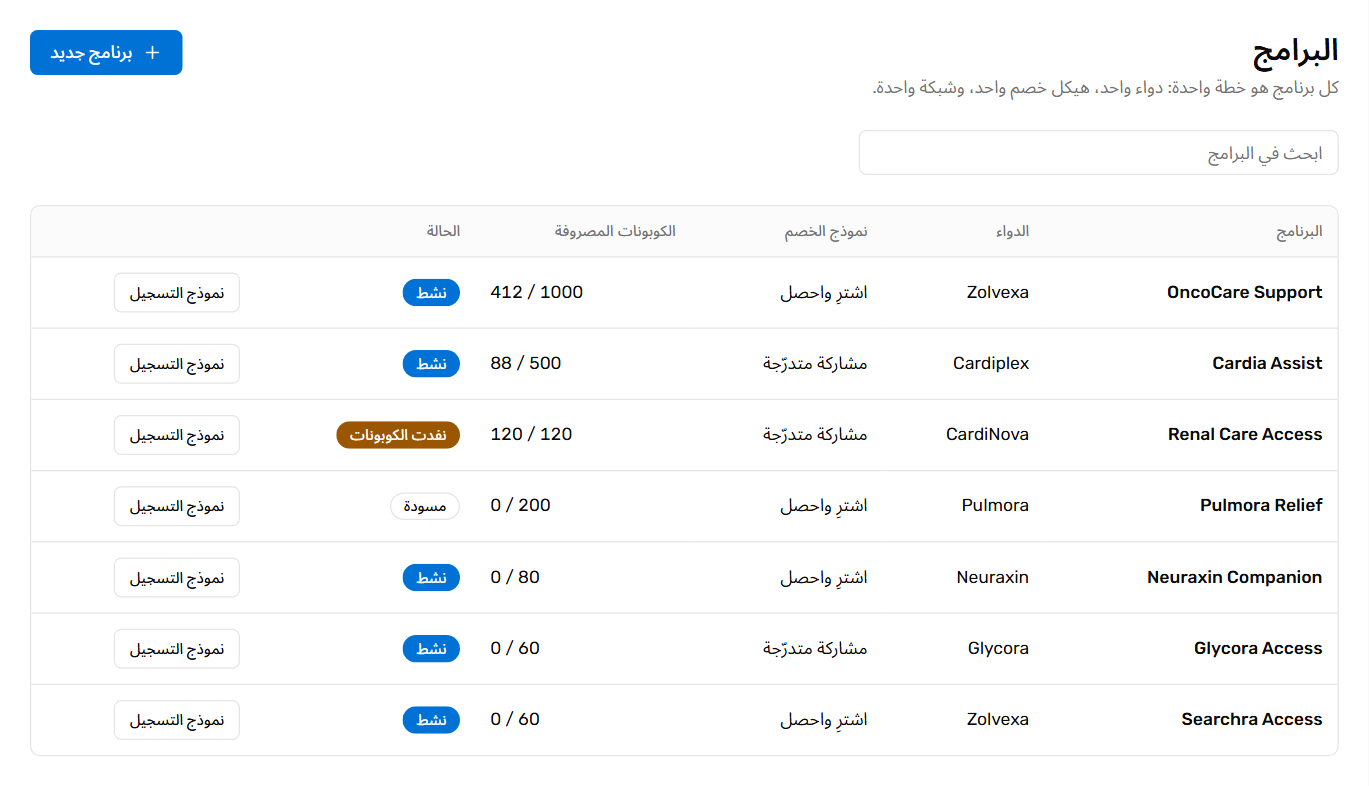 البرامج
+ برنامج جديد
كل برنامج هو خطة واحدة: دواء واحد، هيكل خصم واحد، وشبكة واحدة.
ابحث في البرامج
البرنامج الدواء نموذج الخصم الكوبونات المصروفة الحالة
OncoCare Support Zolvexa اشترِ واحصل 412 / 1000 نشط نموذج التسجيل
Cardia Assist Cardiplex مشاركة متدرّجة 88 / 500 نشط نموذج التسجيل
Renal Care Access CardiNova مشاركة متدرّجة 120 / 120 نفدت الكوبونات نموذج التسجيل
Pulmora Relief Pulmora اشترِ واحصل 0 / 200 مسودة نموذج التسجيل
Neuraxin Companion Neuraxin اشترِ واحصل 0 / 80 نشط نموذج التسجيل
Glycora Access Glycora مشاركة متدرّجة 0 / 60 نشط نموذج التسجيل
Searchra Access Zolvexa اشترِ واحصل 0 / 60 نشط نموذج التسجيل